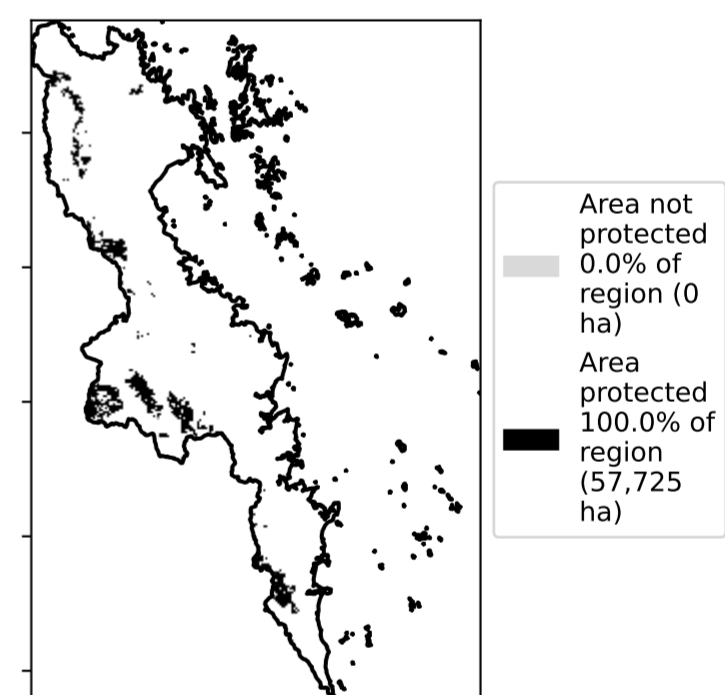 Area not
protected
0.0% of
region (0
ha)
Area
protected
100.0% of
region
(57,725
ha)